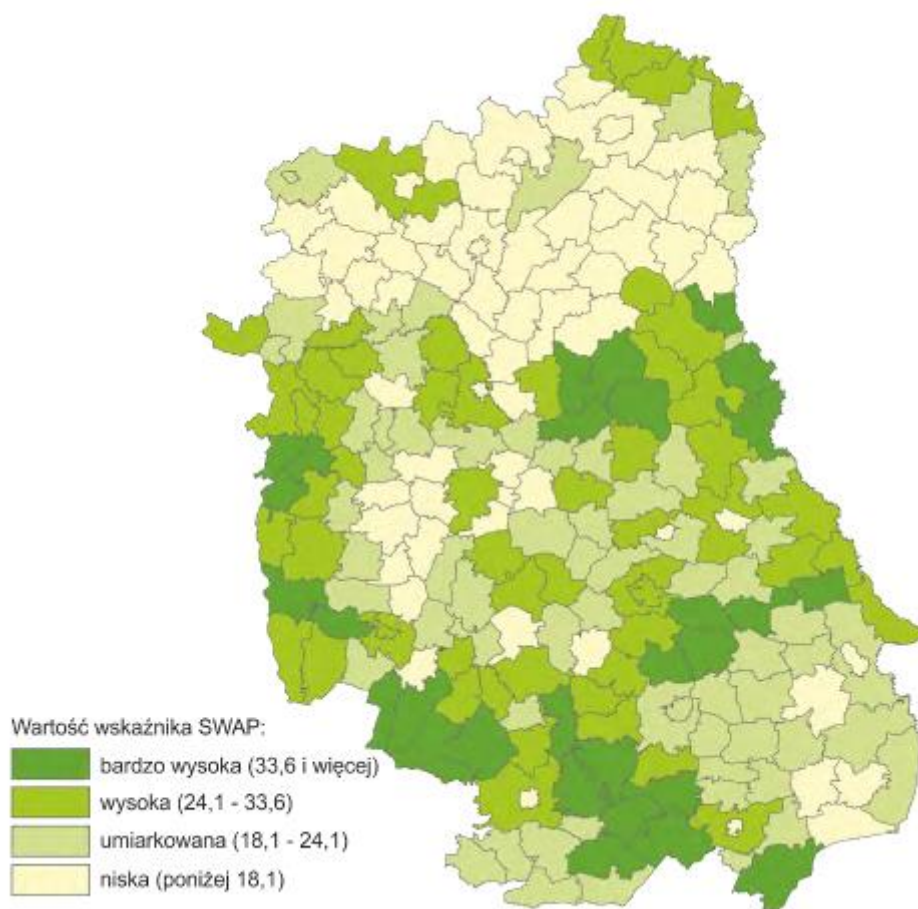 Wartość wskaźnika SWAP:
bardzo wysoka (33,6 i więcej)
wysoka (24,1 - 33,6)
umiarkowana (18,1 - 24,1)
niska (poniżej 18,1)